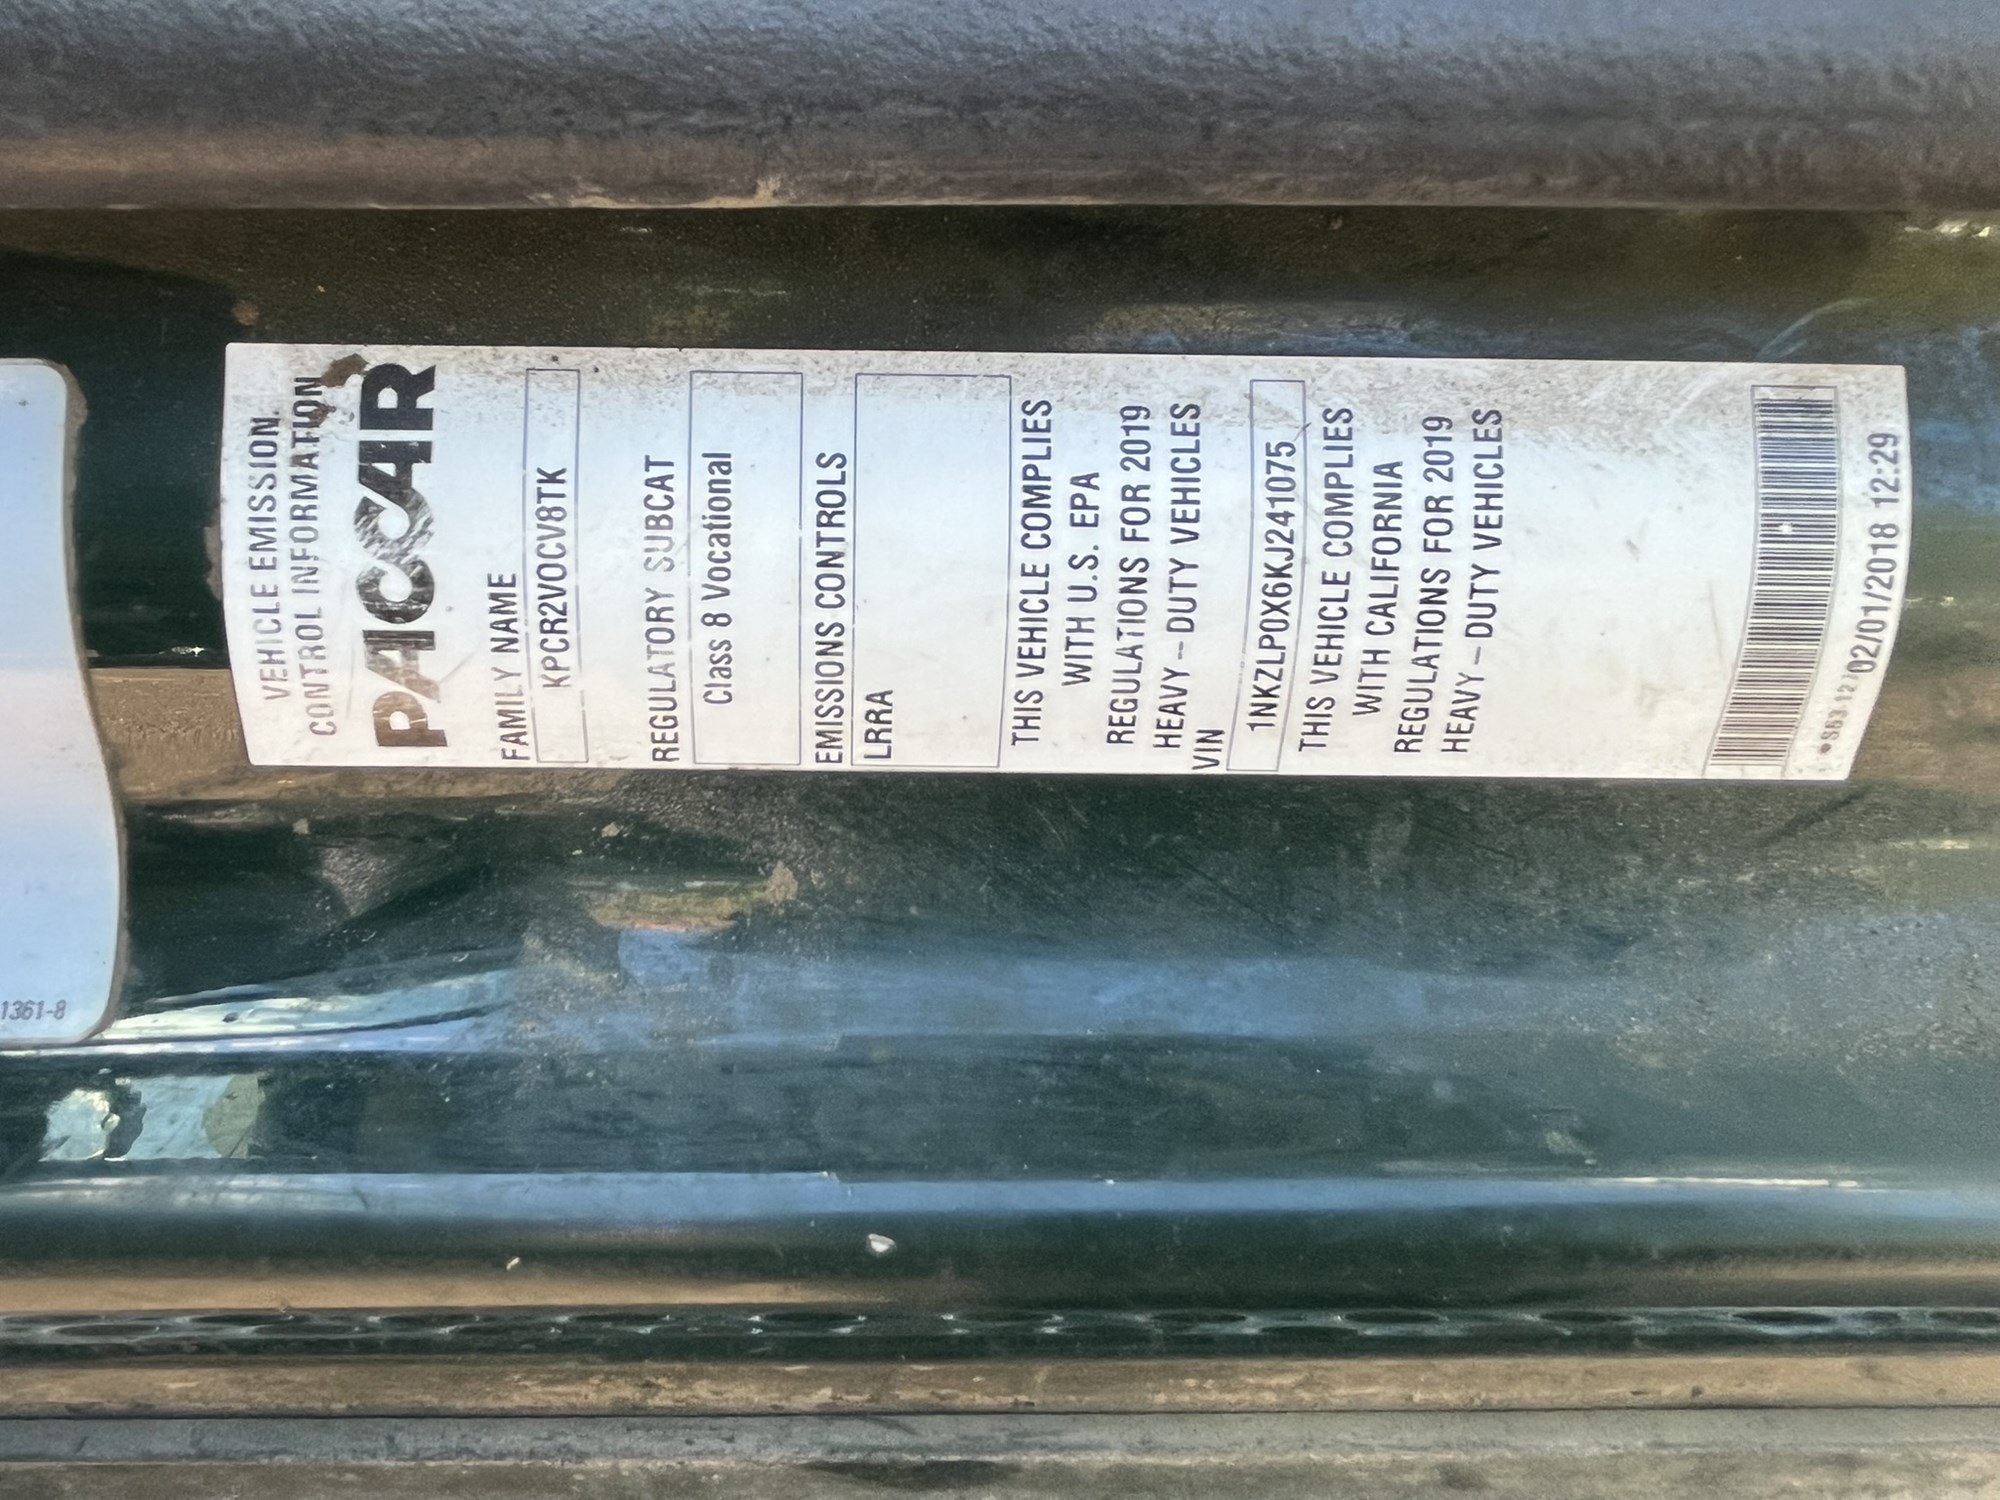 VEHICLE EMISSION
CONTROL INFORMATION
PACCAR
FAMILY NAME
KPCR2VOCV8TK
REGULATORY SUBCAT
Class 8 Vocational
EMISSIONS CONTROLS
LRRA
THIS VEHICLE COMPLIES
WITH U.S. EPA
REGULATIONS FOR 2019
HEAVY – DUTY VEHICLES
VIN
1NKZLP0X6KJ241075
THIS VEHICLE COMPLIES
WITH CALIFORNIA
REGULATIONS FOR 2019
HEAVY – DUTY VEHICLES
02/01/2018 12:29
1361-8